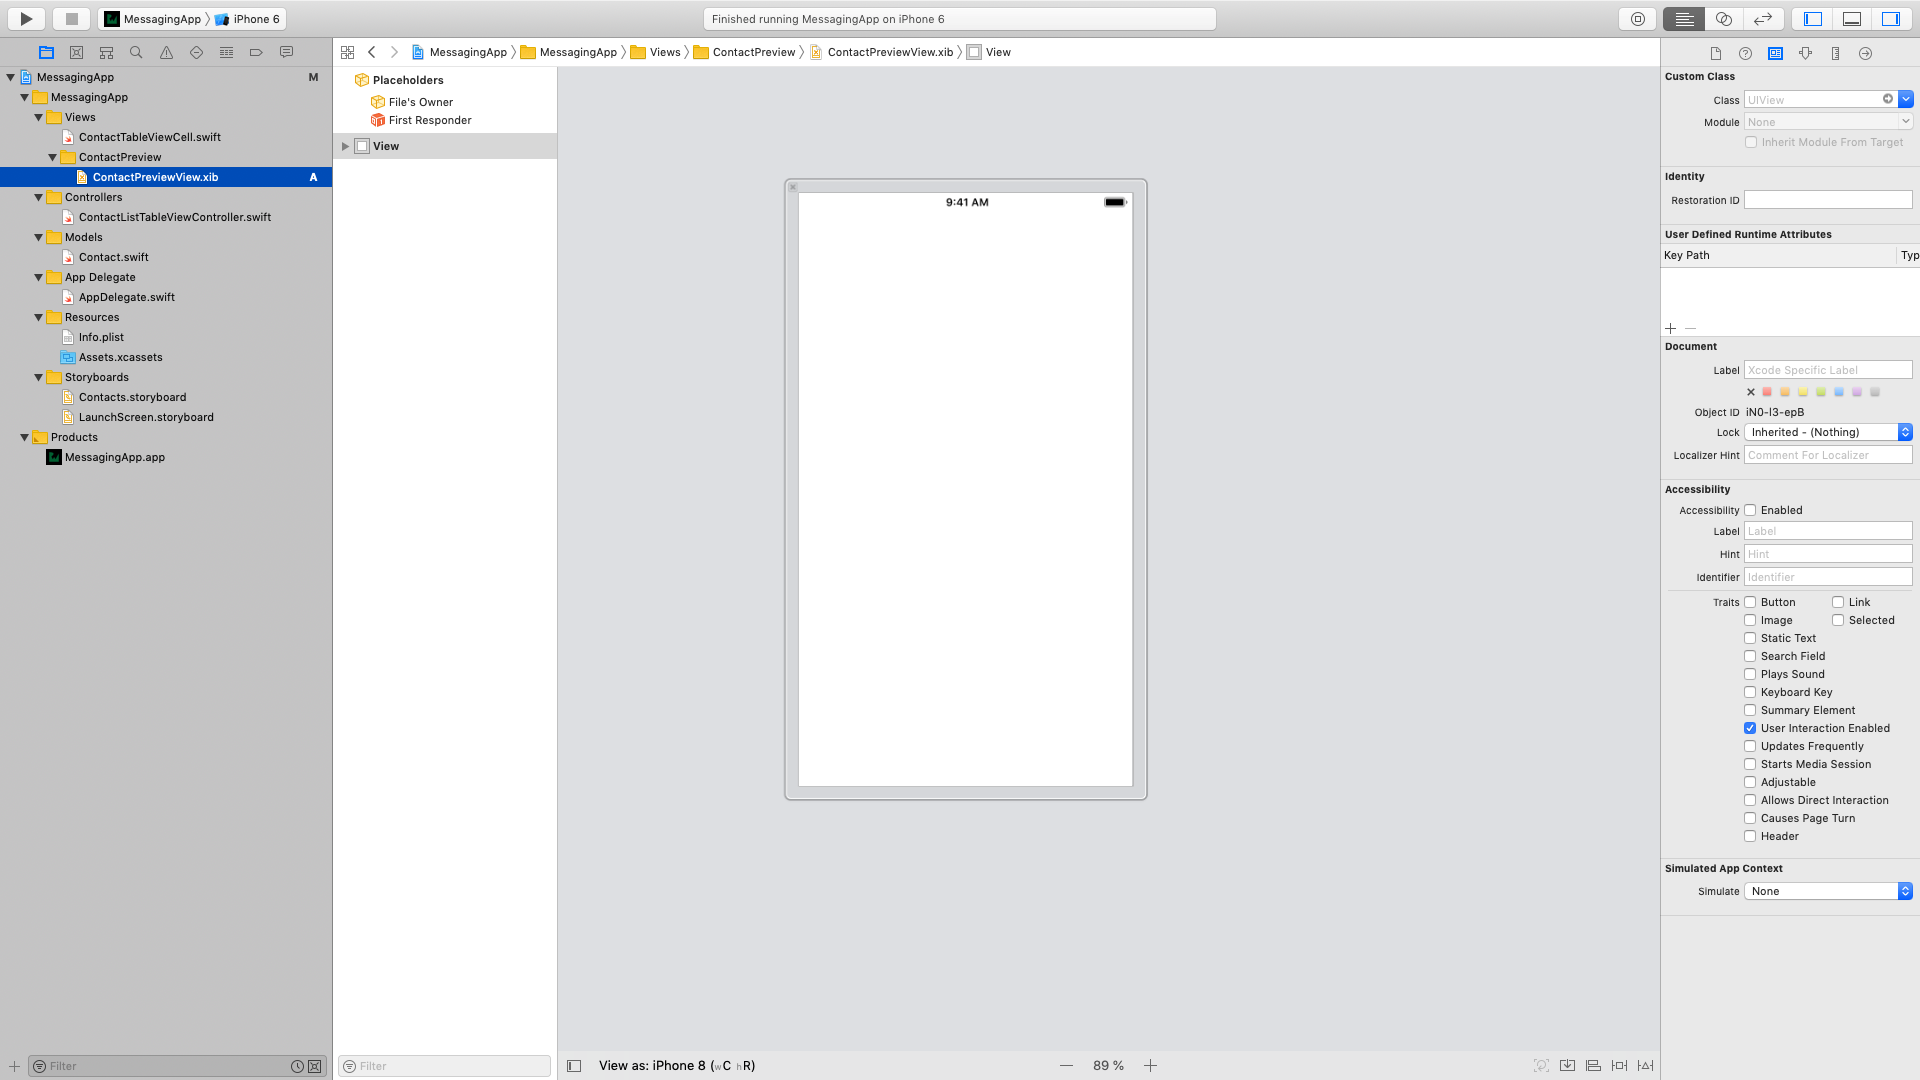 MessagingApp iPhone 6
Finished running MessagingApp on iPhone 6
MessagingApp M
MessagingApp
Views
ContactTableViewCell.swift
ContactPreview
ContactPreviewView.xib A
Controllers
ContactListTableViewController.swift
Models
Contact.swift
App Delegate
AppDelegate.swift
Resources
Info.plist
Assets.xcassets
Storyboards
Contacts.storyboard
LaunchScreen.storyboard
Products
MessagingApp.app
Filter
MessagingApp MessagingApp Views ContactPreview ContactPreviewView.xib View
Placeholders
File's Owner
First Responder
View
Filter
9:41 AM
View as: iPhone 8 (wC hR)
89 %
Custom Class
Class UIView
Module None
Inherit Module From Target
Identity
Restoration ID
User Defined Runtime Attributes
Key Path Typ
Document
Label Xcode Specific Label
Object ID iN0-l3-epB
Lock Inherited - (Nothing)
Localizer Hint Comment For Localizer
Accessibility
Accessibility Enabled
Label Label
Hint Hint
Identifier Identifier
Traits Button Link
Image Selected
Static Text
Search Field
Plays Sound
Keyboard Key
Summary Element
User Interaction Enabled
Updates Frequently
Starts Media Session
Adjustable
Allows Direct Interaction
Causes Page Turn
Header
Simulated App Context
Simulate None